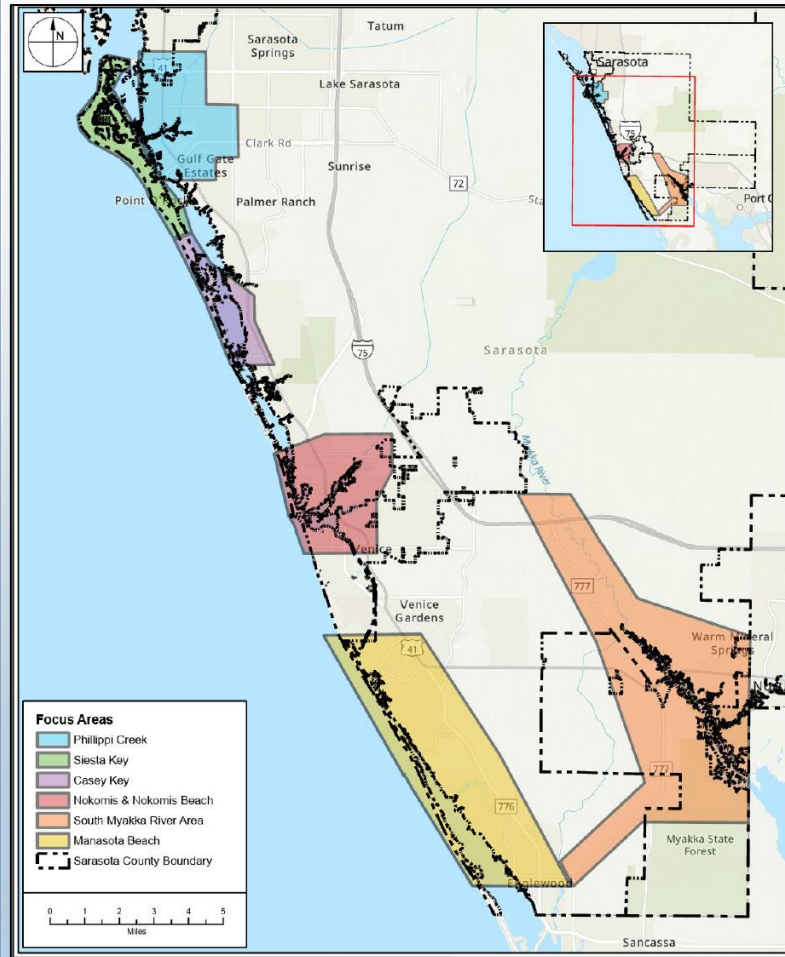 N
Tatum
Sarasota
Springs
41
Lake Sarasota
Clark Rd
Gulf Gate
Estates
Sunrise
72
Palmer Ranch
75
Sarasota
Myakka River
Venice
777
Venice
Gardens
41
Warm Mineral
Springs
777
776
Myakka State
Forest
Englewood
Sancassa
Sarasota
75
Port C
Focus Areas
Phillippi Creek
Siesta Key
Casey Key
Nokomis & Nokomis Beach
South Myakka River Area
Manasota Beach
Sarasota County Boundary
0 1 2 3 4 5
Miles